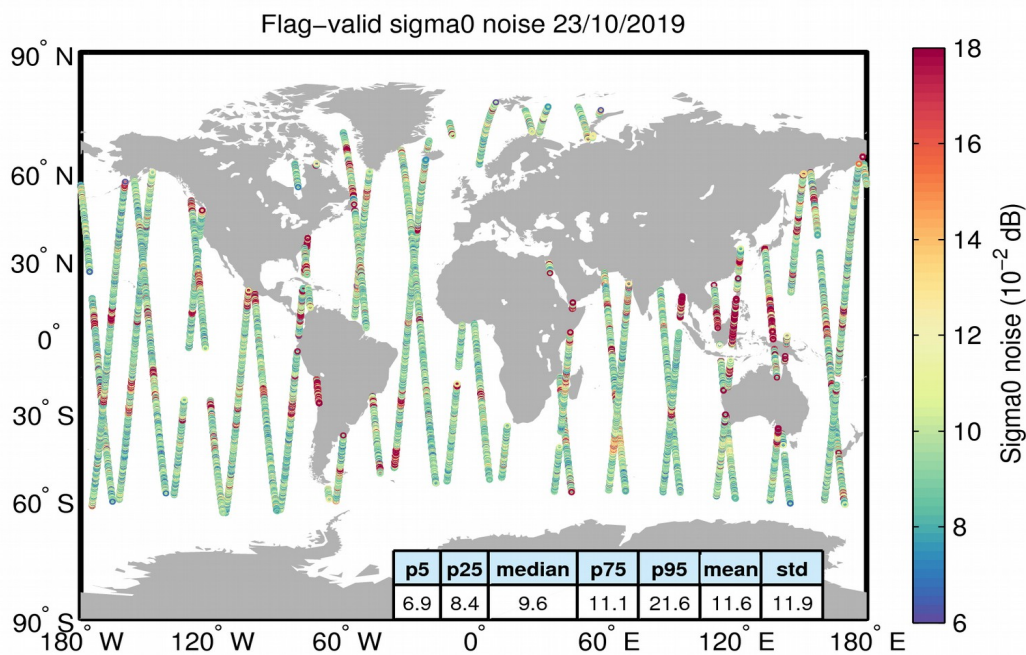 Flag−valid sigma0 noise 23/10/2019
90° N
60° N
30° N
0°
30° S
60° S
90° S
180° W
120° W
60° W
0°
60° E
120° E
180° E
p5 p25 median p75 p95 mean std
6.9 8.4 9.6 11.1 21.6 11.6 11.9
18
16
14
12
10
8
6
Sigma0 noise (10⁻² dB)